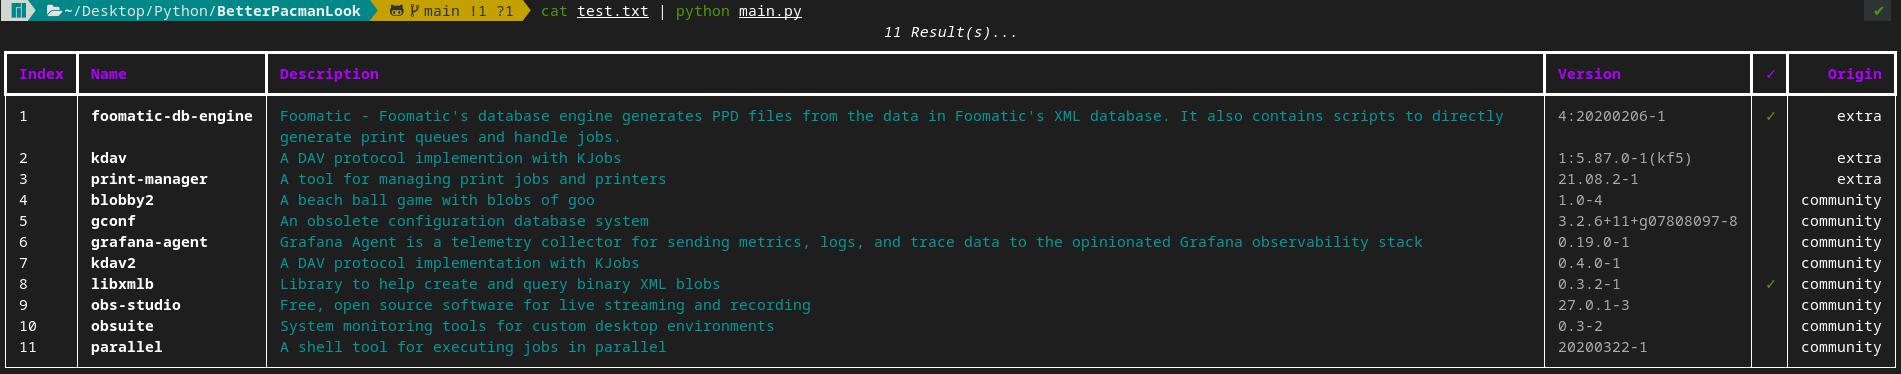 ~/Desktop/Python/BetterPacmanLook main !1 ?1 cat test.txt | python main.py ✔
11 Result(s)...
Index Name Description Version ✓ Origin
1 foomatic-db-engine Foomatic - Foomatic's database engine generates PPD files from the data in Foomatic's XML database. It also contains scripts to directly 4:20200206-1 ✓ extra
generate print queues and handle jobs.
2 kdav A DAV protocol implemention with KJobs 1:5.87.0-1(kf5) extra
3 print-manager A tool for managing print jobs and printers 21.08.2-1 extra
4 blobby2 A beach ball game with blobs of goo 1.0-4 community
5 gconf An obsolete configuration database system 3.2.6+11+g07808097-8 community
6 grafana-agent Grafana Agent is a telemetry collector for sending metrics, logs, and trace data to the opinionated Grafana observability stack 0.19.0-1 community
7 kdav2 A DAV protocol implementation with KJobs 0.4.0-1 community
8 libxmlb Library to help create and query binary XML blobs 0.3.2-1 ✓ community
9 obs-studio Free, open source software for live streaming and recording 27.0.1-3 community
10 obsuite System monitoring tools for custom desktop environments 0.3-2 community
11 parallel A shell tool for executing jobs in parallel 20200322-1 community